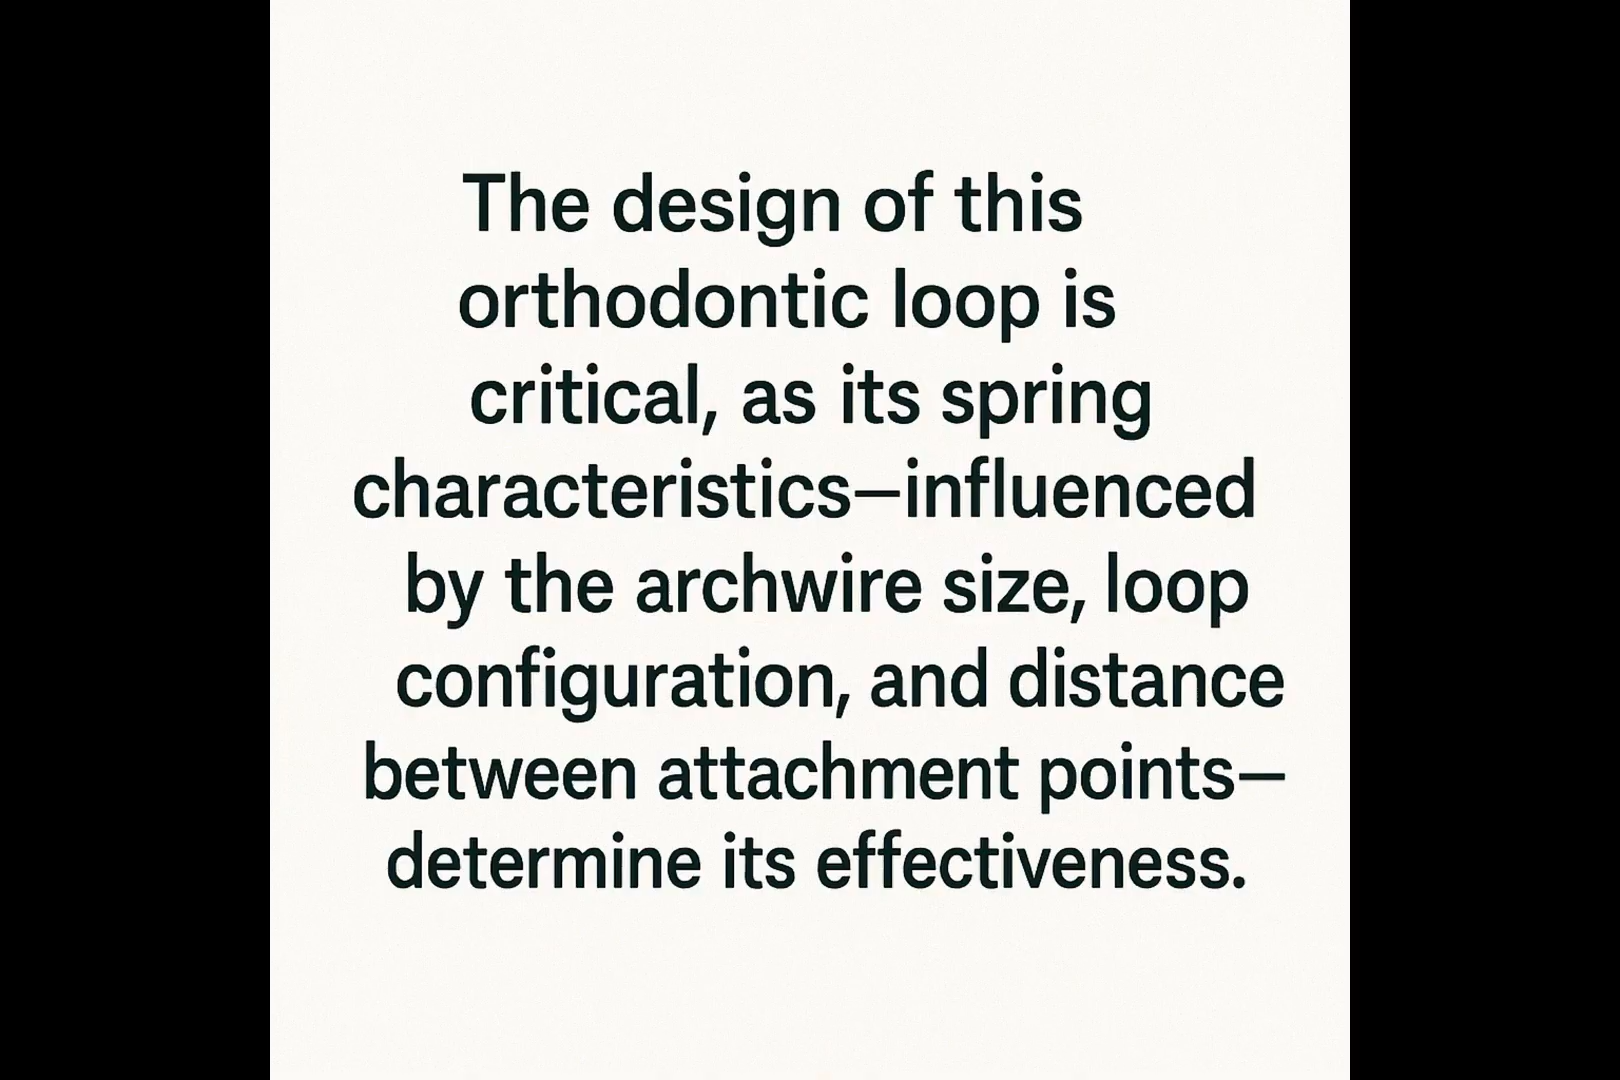 The design of this
orthodontic loop is
critical, as its spring
characteristics—influenced
by the archwire size, loop
configuration, and distance
between attachment points—
determine its effectiveness.